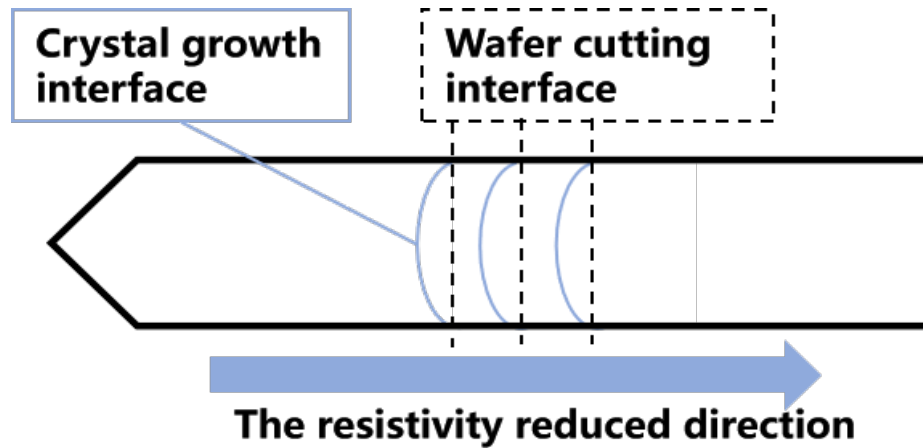 Crystal growth
interface
Wafer cutting
interface
The resistivity reduced direction